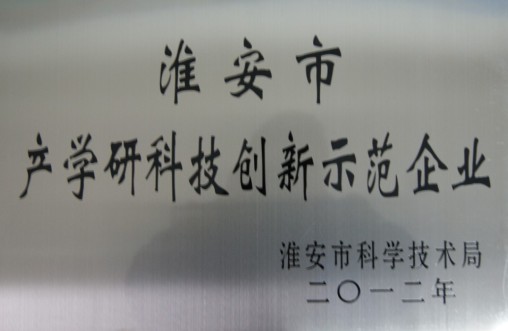 淮安市
产学研科技创新示范企业
淮安市科学技术局
二〇一二年